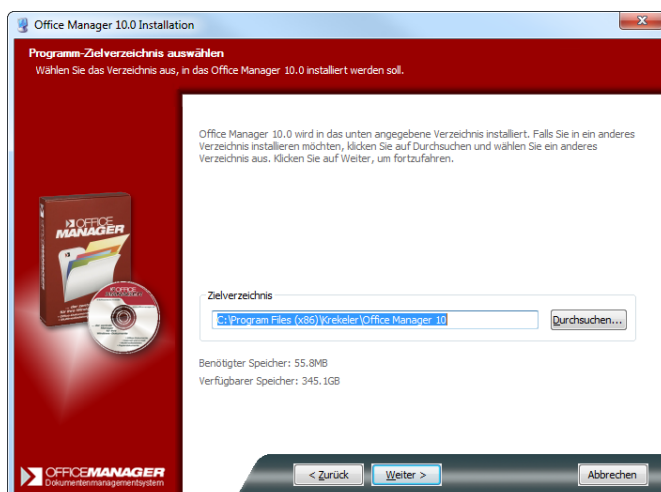 Office Manager 10.0 Installation
Programm-Zielverzeichnis auswählen
Wählen Sie das Verzeichnis aus, in das Office Manager 10.0 installiert werden soll.
Office Manager 10.0 wird in das unten angegebene Verzeichnis installiert. Falls Sie in ein anderes
Verzeichnis installieren möchten, klicken Sie auf Durchsuchen und wählen Sie ein anderes
Verzeichnis aus. Klicken Sie auf Weiter, um fortzufahren.
OFFICE
MANAGER
Zielverzeichnis
C:\Program Files (x86)\Krekeler\Office Manager 10
Durchsuchen...
Benötigter Speicher: 55.8MB
Verfügbarer Speicher: 345.1GB
OFFICEMANAGER
Dokumentenmanagementsystem
< Zurück
Weiter >
Abbrechen